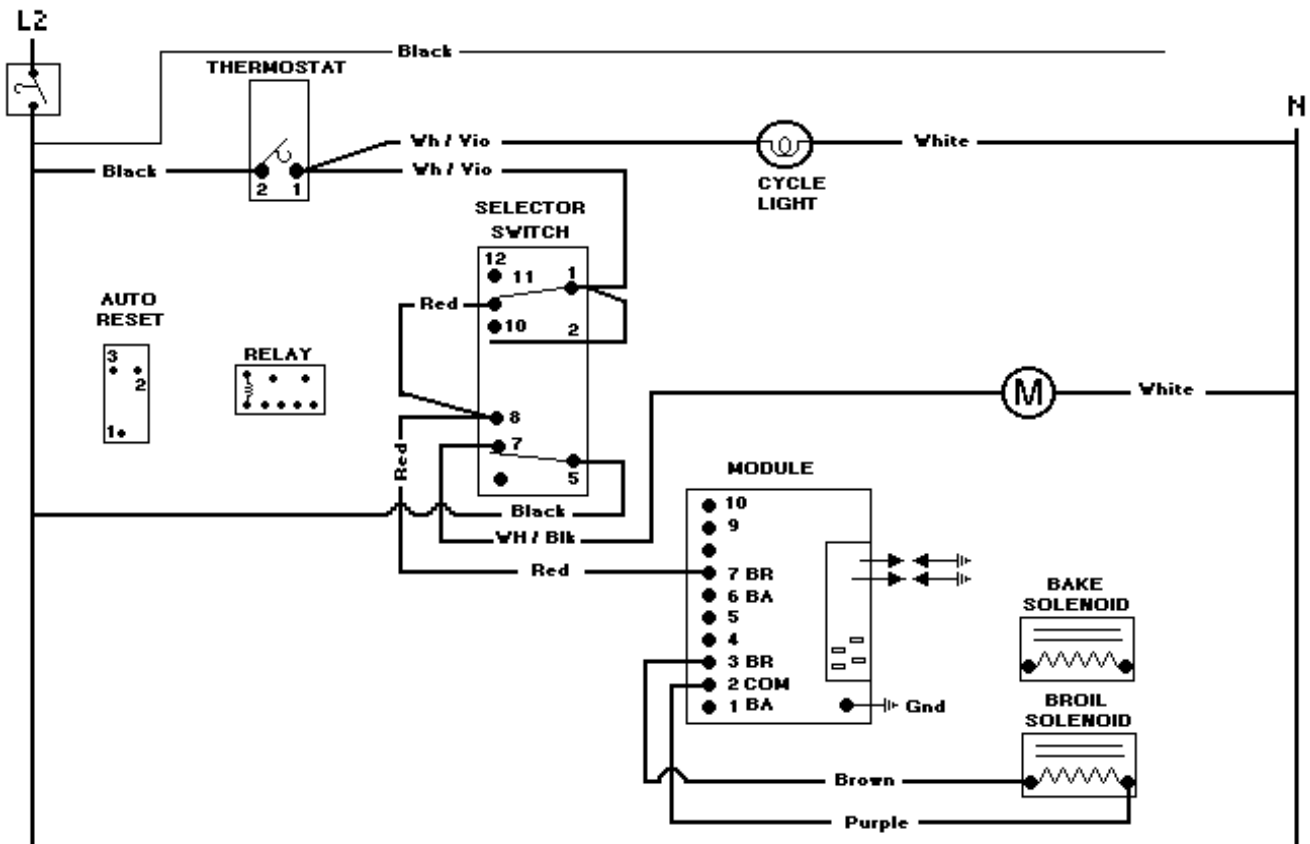 L2
Black
THERMOSTAT
N
Wh / Vio
White
Black
Wh / Vio
2 1
CYCLE
LIGHT
SELECTOR
SWITCH
12
11
1
Red
10
2
AUTO
RESET
3
2
1
RELAY
8
7
5
Red
M
White
Black
WH / Blk
Red
MODULE
10
9
7 BR
6 BA
5
4
3 BR
2 COM
1 BA
Gnd
BAKE
SOLENOID
BROIL
SOLENOID
Brown
Purple